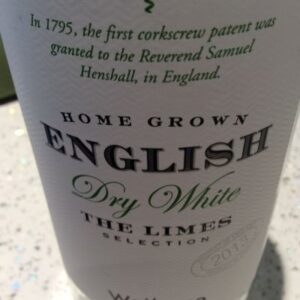 In 1795, the first corkscrew patent was
granted to the Reverend Samuel
Henshall, in England.
HOME GROWN
ENGLISH
Dry White
THE LIMES
SELECTION
2013